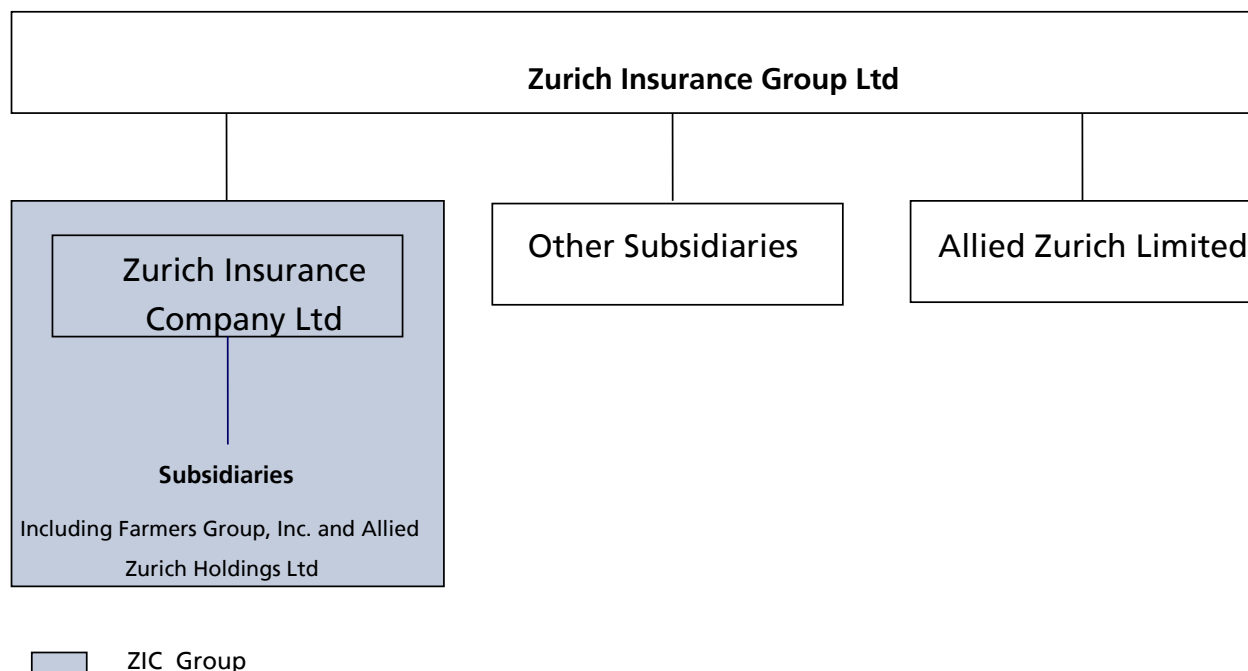 Zurich Insurance Group Ltd
Zurich Insurance
Company Ltd
Other Subsidiaries
Allied Zurich Limited
Subsidiaries
Including Farmers Group, Inc. and Allied
Zurich Holdings Ltd
ZIC Group